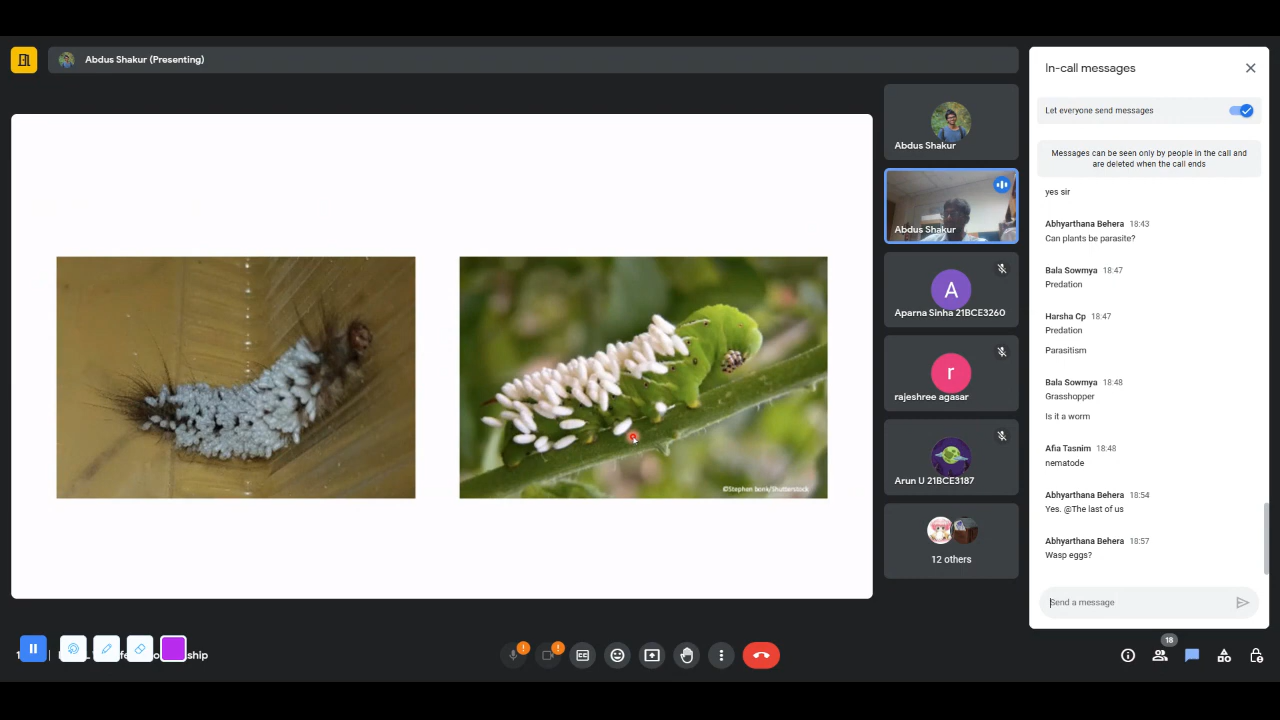 Abdus Shakur (Presenting)
©Stephen bonk/Shutterstock
Abdus Shakur
Abdus Shakur
A
Aparna Sinha 21BCE3260
r
rajeshree agasar
Arun U 21BCE3187
12 others
In-call messages
Let everyone send messages
Messages can be seen only by people in the call and
are deleted when the call ends
yes sir
Abhyarthana Behera 18:43
Can plants be parasite?
Bala Sowmya 18:47
Predation
Harsha Cp 18:47
Predation
Parasitism
Bala Sowmya 18:48
Grasshopper
Is it a worm
Afia Tasnim 18:48
nematode
Abhyarthana Behera 18:54
Yes. @The last of us
Abhyarthana Behera 18:57
Wasp eggs?
Send a message
18